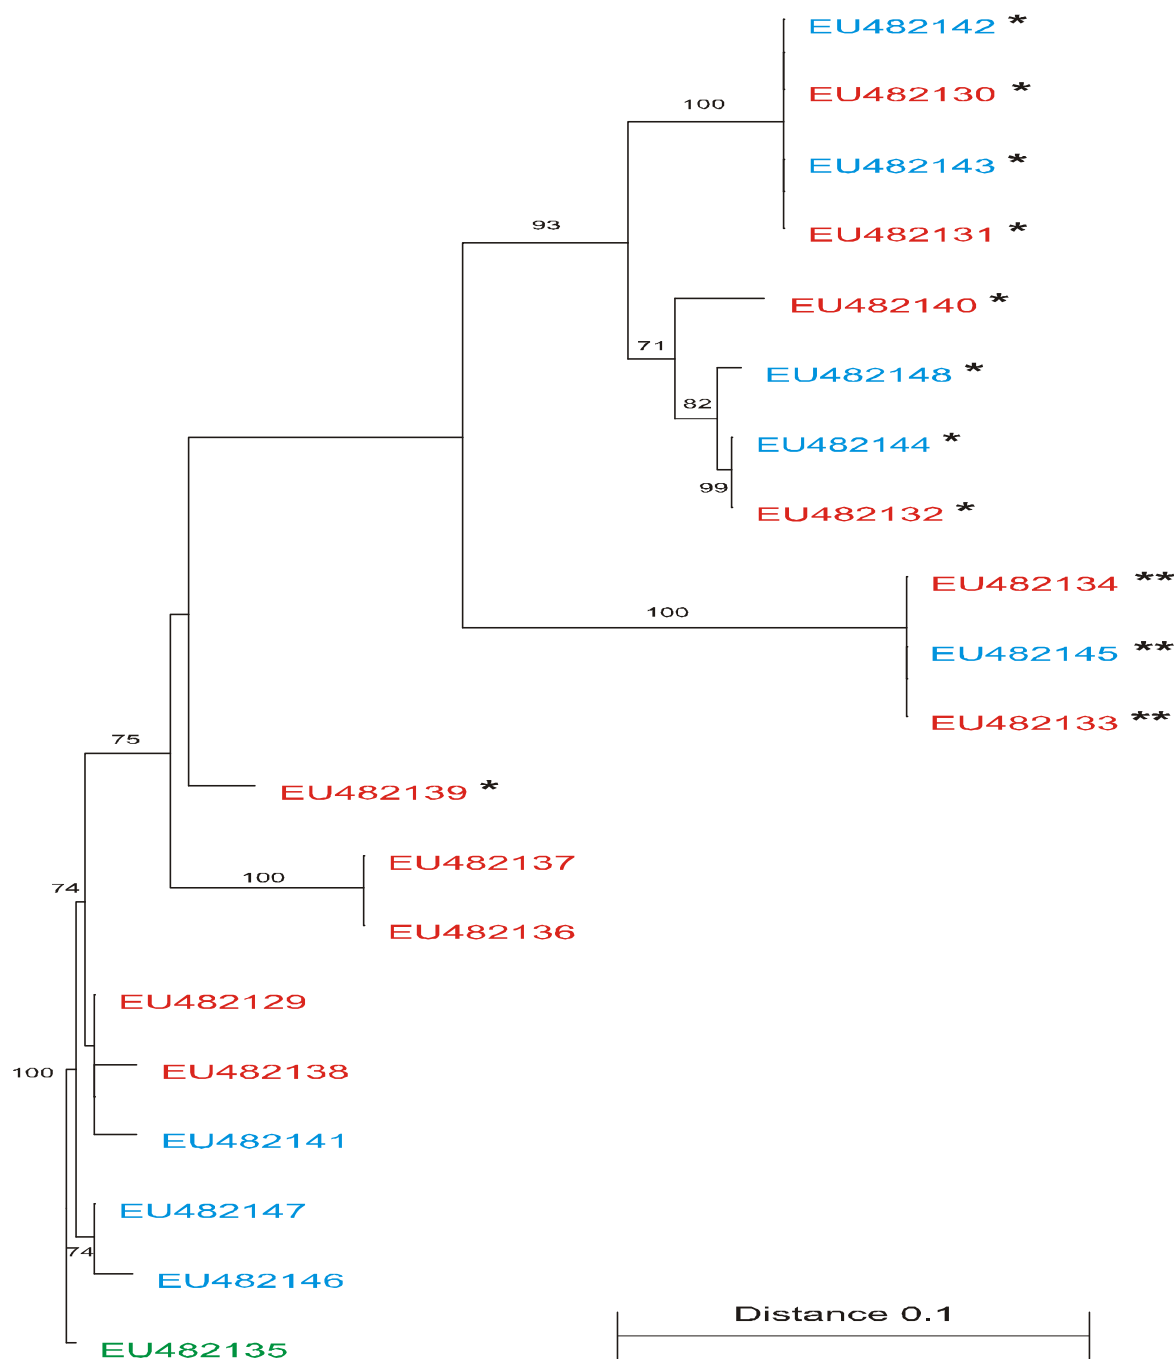 EU482142 *
EU482130 *
100
EU482143 *
93
EU482131 *
EU482140 *
71
EU482148 *
82
EU482144 *
99
EU482132 *
EU482134 **
100
EU482145 **
EU482133 **
75
EU482139 *
EU482137
100
74
EU482136
EU482129
100
EU482138
EU482141
EU482147
74
EU482146
Distance 0.1
EU482135